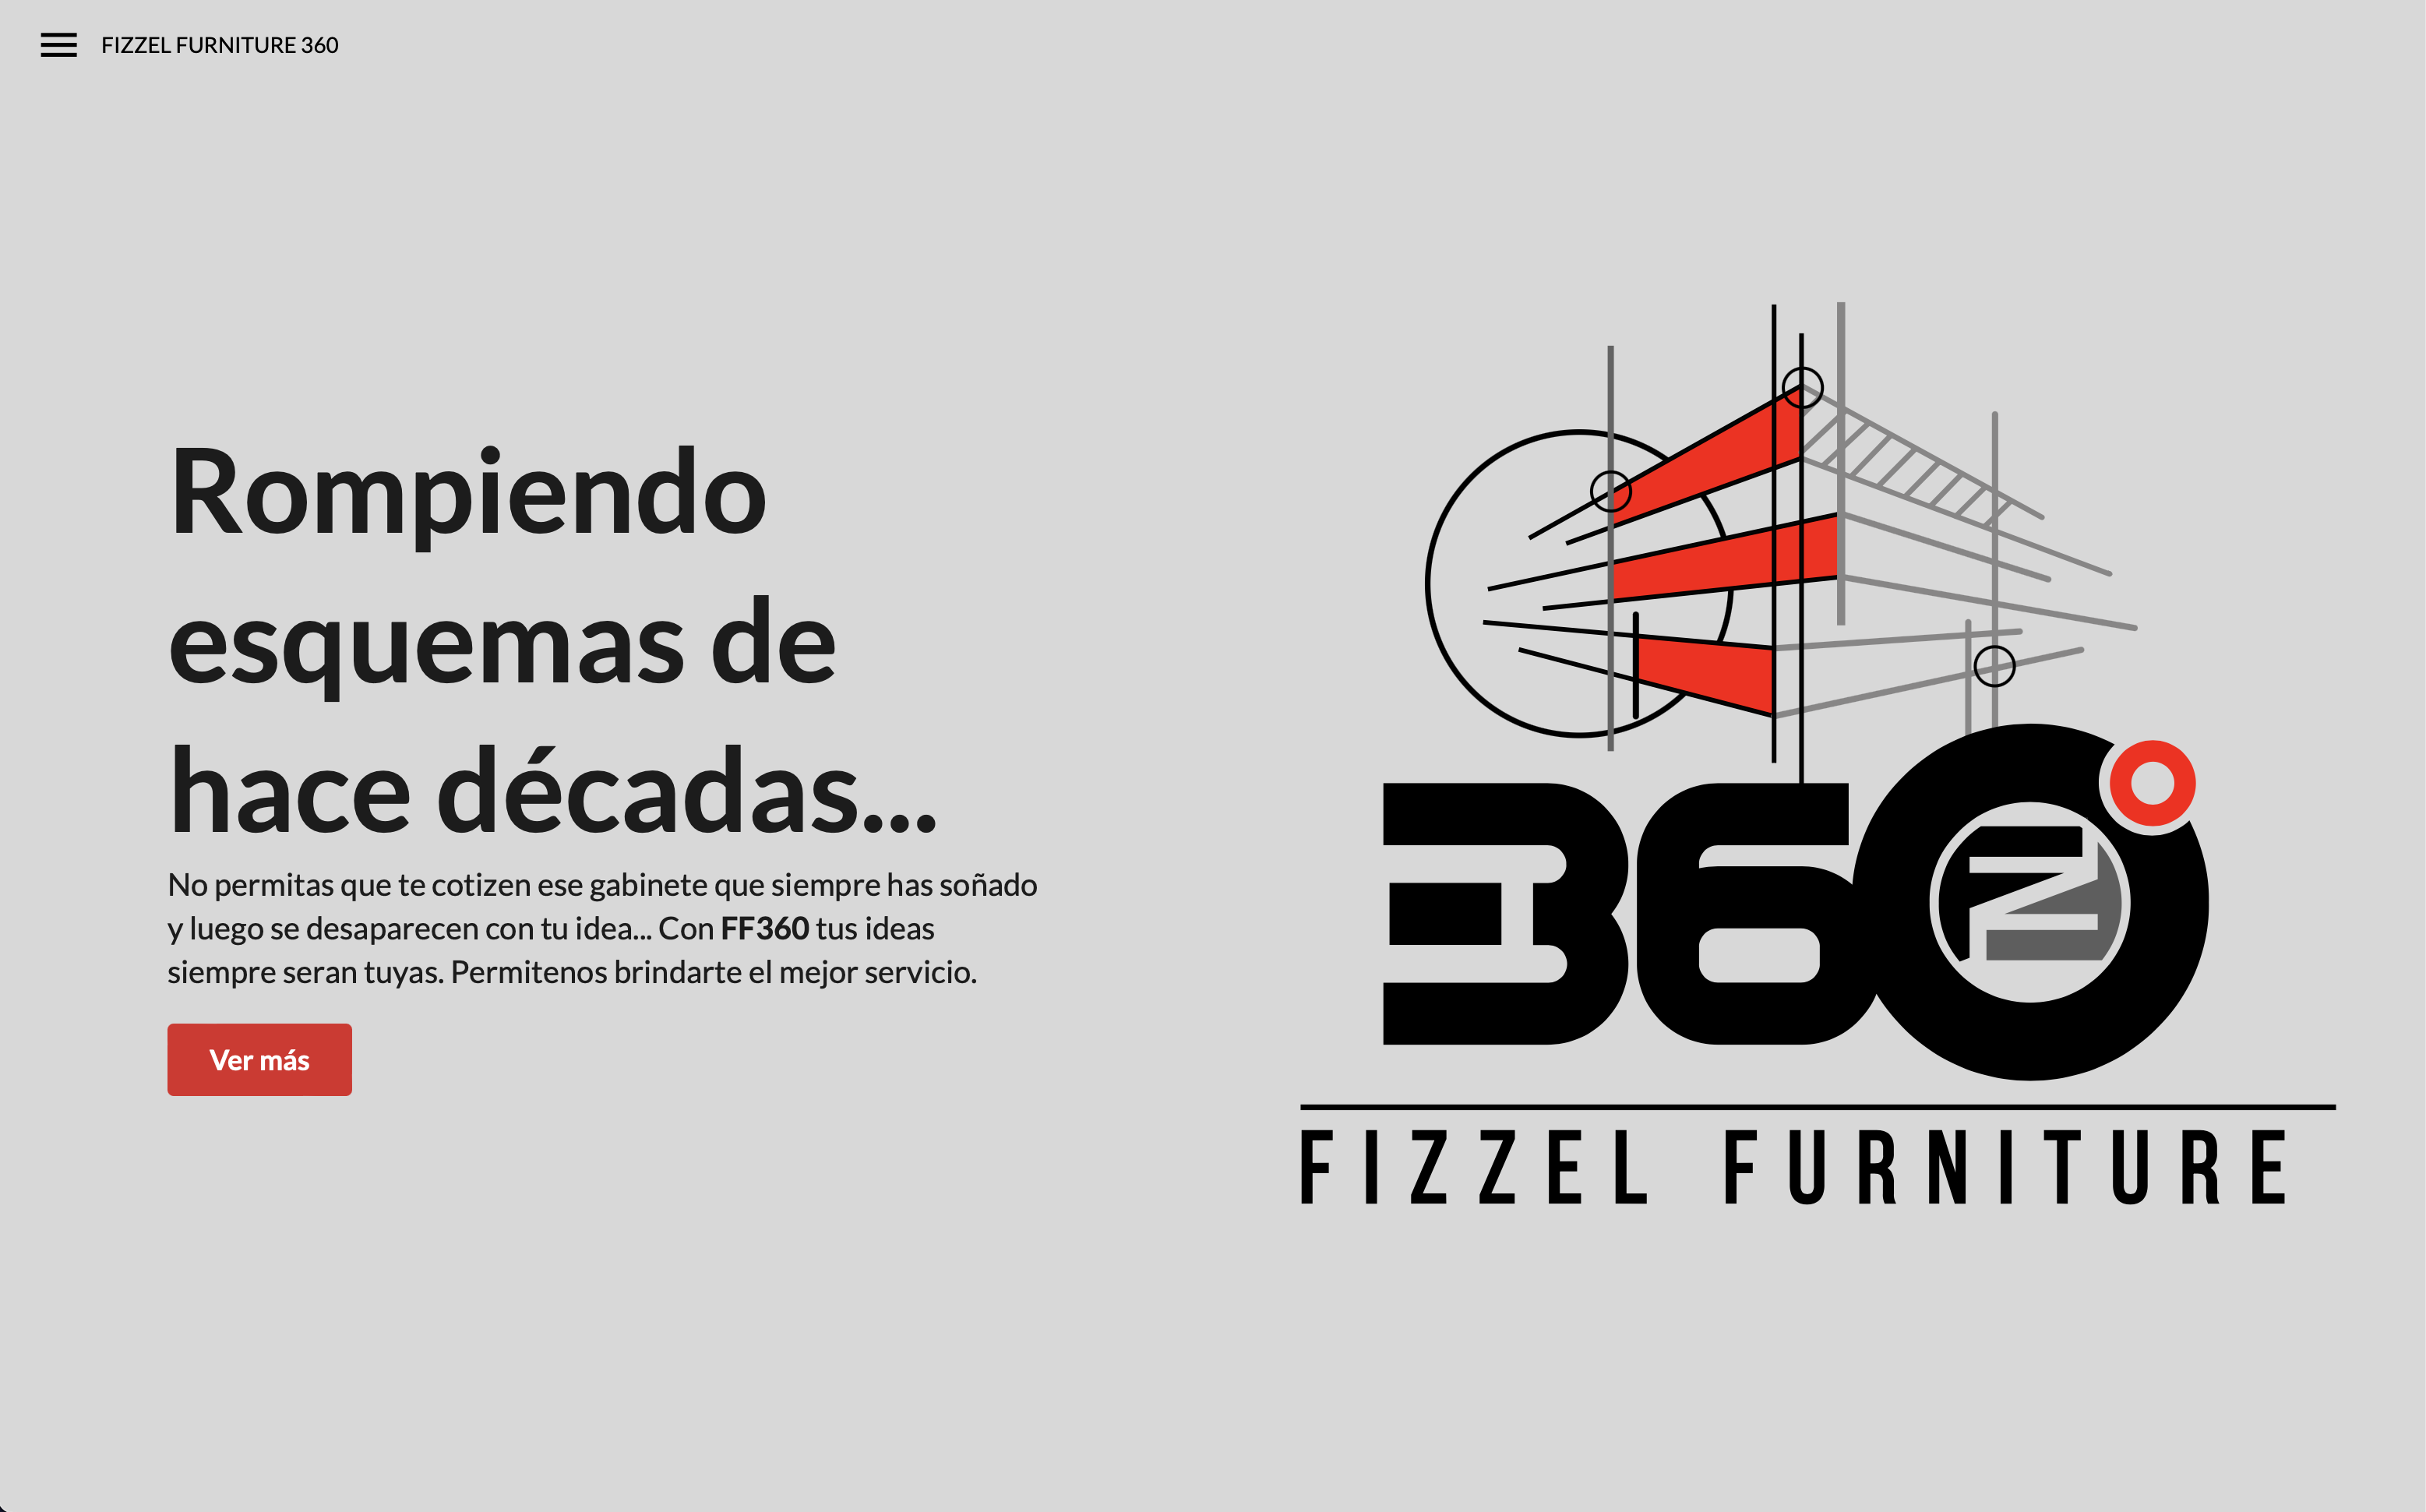 FIZZEL FURNITURE 360
Rompiendo
esquemas de
hace décadas...
No permitas que te cotizen ese gabinete que siempre has soñado
y luego se desaparecen con tu idea... Con FF360 tus ideas
siempre seran tuyas. Permitenos brindarte el mejor servicio.
Ver más
360°
FIZZEL FURNITURE